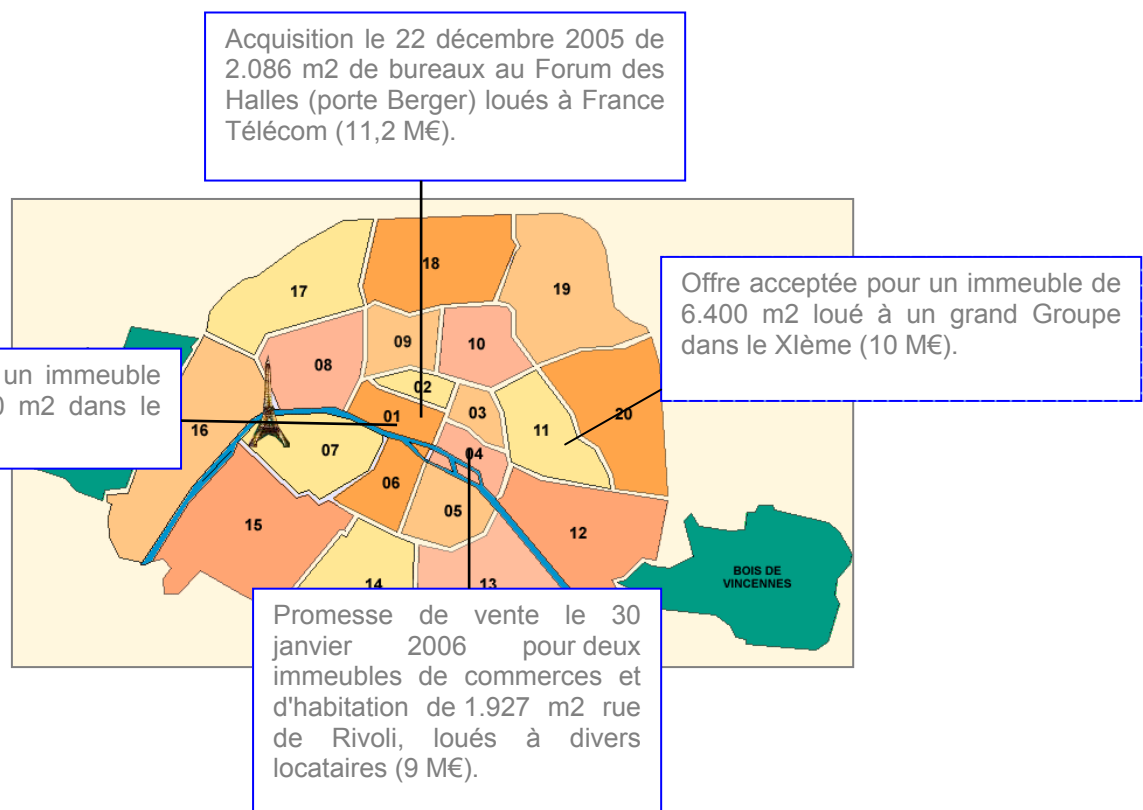 Acquisition le 22 décembre 2005 de
2.086 m2 de bureaux au Forum des
Halles (porte Berger) loués à France
Télécom (11,2 M€).
18
17
19
Offre acceptée pour un immeuble de
6.400 m2 loué à un grand Groupe
dans le XIème (10 M€).
09
10
08
02
un immeuble
0 m2 dans le
16
01
03
20
11
07
04
06
05
15
12
14
13
BOIS DE
VINCENNES
Promesse de vente le 30
janvier 2006 pour deux
immeubles de commerces et
d'habitation de 1.927 m2 rue
de Rivoli, loués à divers
locataires (9 M€).